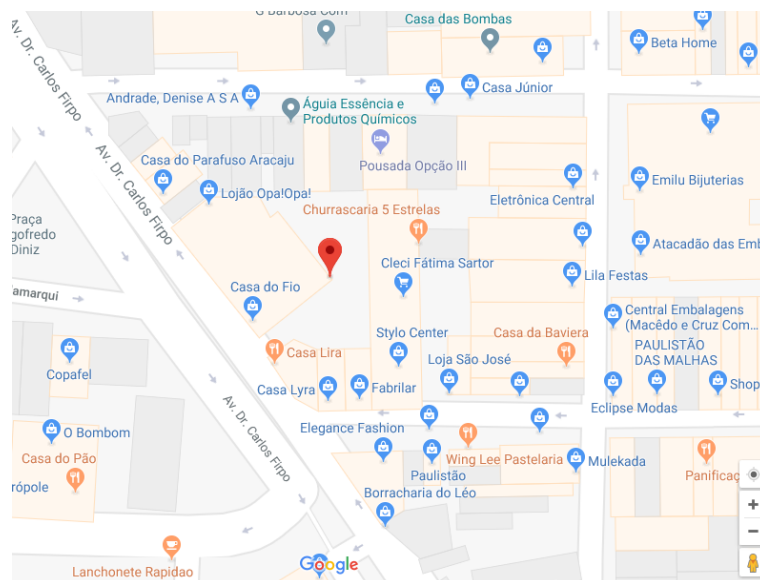 G Barbosa Com
Casa das Bombas
Beta Home
Av. Dr. Carlos Firpo
Andrade, Denise A S A
Casa Júnior
Águia Essência e
Produtos Químicos
Av. Dr. Carlos Firpo
Casa do Parafuso Aracaju
Pousada Opção III
Lojão Opa!Opa!
Emilu Bijuterias
Eletrônica Central
Churrascaria 5 Estrelas
Praça
gofredo
Diniz
Atacadão das Emb
Cleci Fátima Sartor
Lila Festas
Casa do Fio
amarqui
Central Embalagens
(Macêdo e Cruz Com...
Stylo Center
Casa da Baviera
PAULISTÃO
DAS MALHAS
Casa Lira
Loja São José
Copafel
Casa Lyra
Fabrilar
Shop
Eclipse Modas
Av. Dr. Carlos Firpo
Elegance Fashion
O Bombom
Casa do Pão
Wing Lee Pastelaria
Mulekada
Paulistão
Panificaç
rópole
Borracharia do Léo
Google
Lanchonete Rapidao